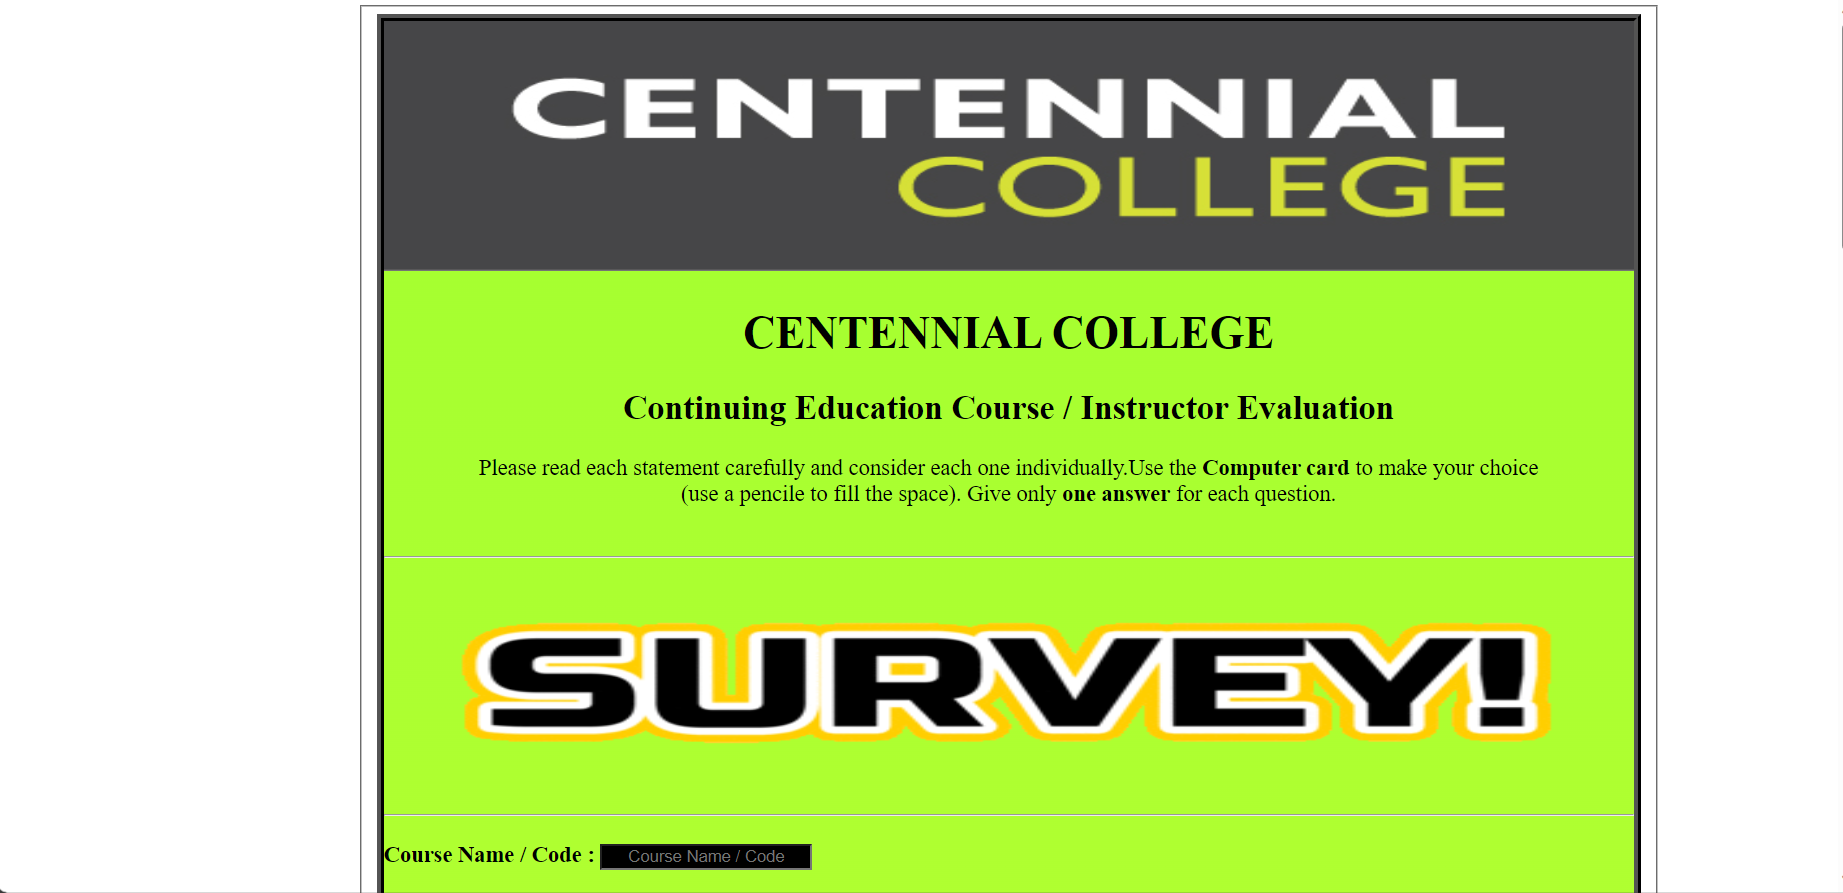 CENTENNIAL
COLLEGE
CENTENNIAL COLLEGE
Continuing Education Course / Instructor Evaluation
Please read each statement carefully and consider each one individually.Use the Computer card to make your choice
(use a pencile to fill the space). Give only one answer for each question.
SURVEY!
Course Name / Code : Course Name / Code